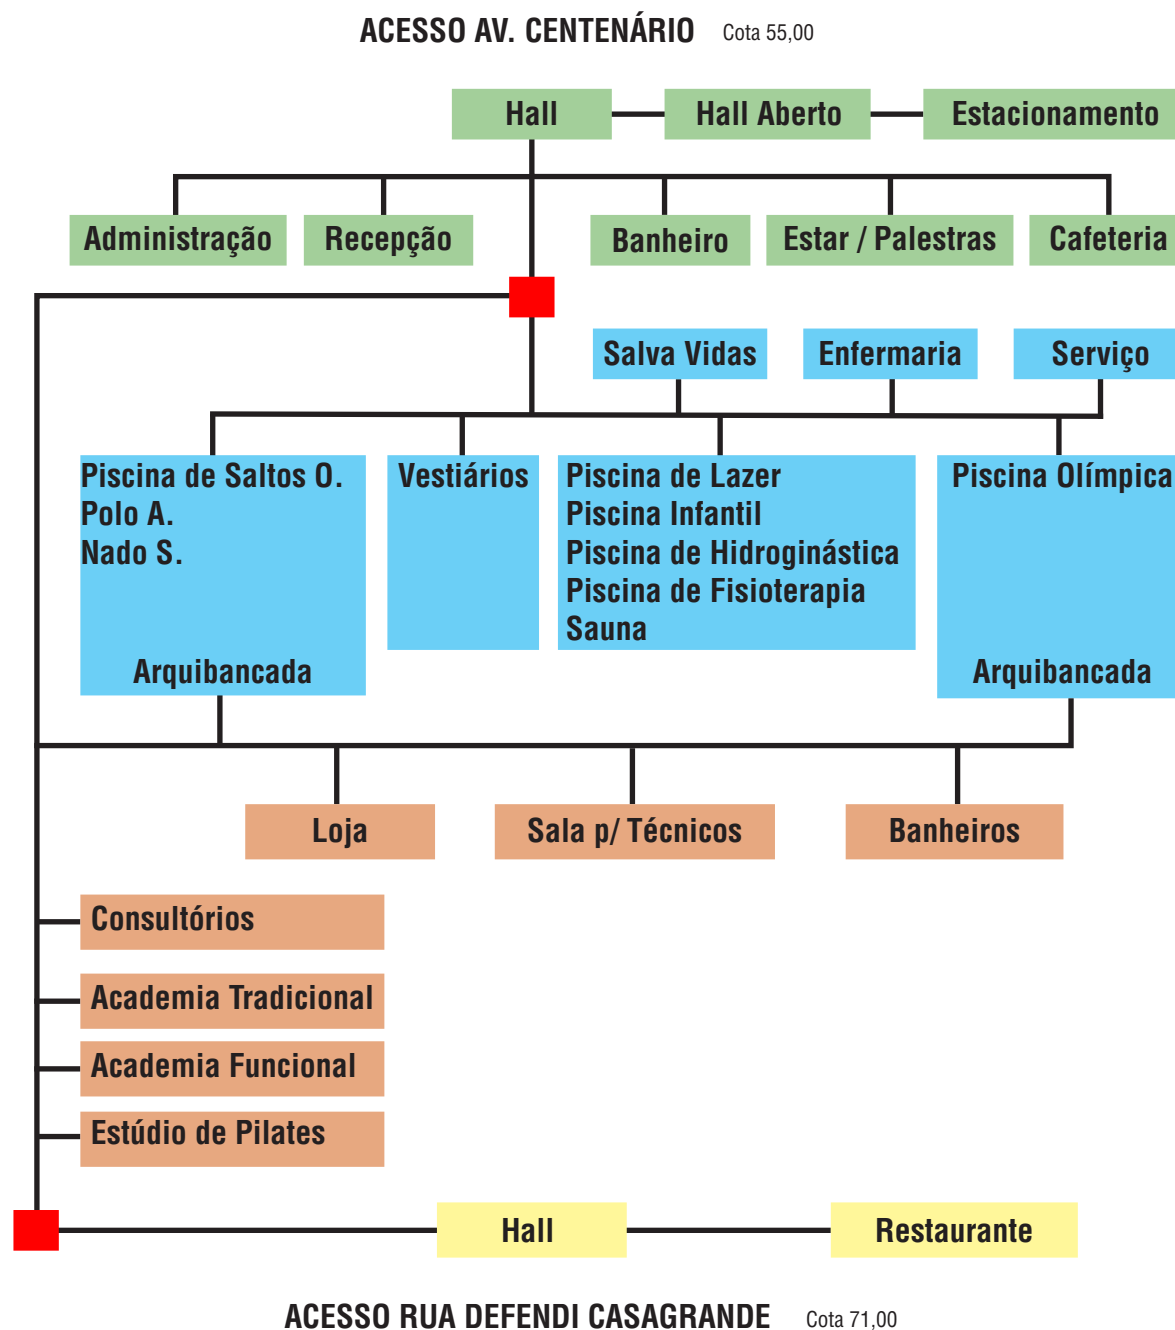 ACESSO AV. CENTENÁRIO Cota 55,00
Hall
Hall Aberto
Estacionamento
Administração
Recepção
Banheiro
Estar / Palestras
Cafeteria
Salva Vidas
Enfermaria
Serviço
Piscina de Saltos O.
Polo A.
Nado S.
Arquibancada
Vestiários
Piscina de Lazer
Piscina Infantil
Piscina de Hidroginástica
Piscina de Fisioterapia
Sauna
Piscina Olímpica
Arquibancada
Loja
Sala p/ Técnicos
Banheiros
Consultórios
Academia Tradicional
Academia Funcional
Estúdio de Pilates
Hall
Restaurante
ACESSO RUA DEFENDI CASAGRANDE Cota 71,00